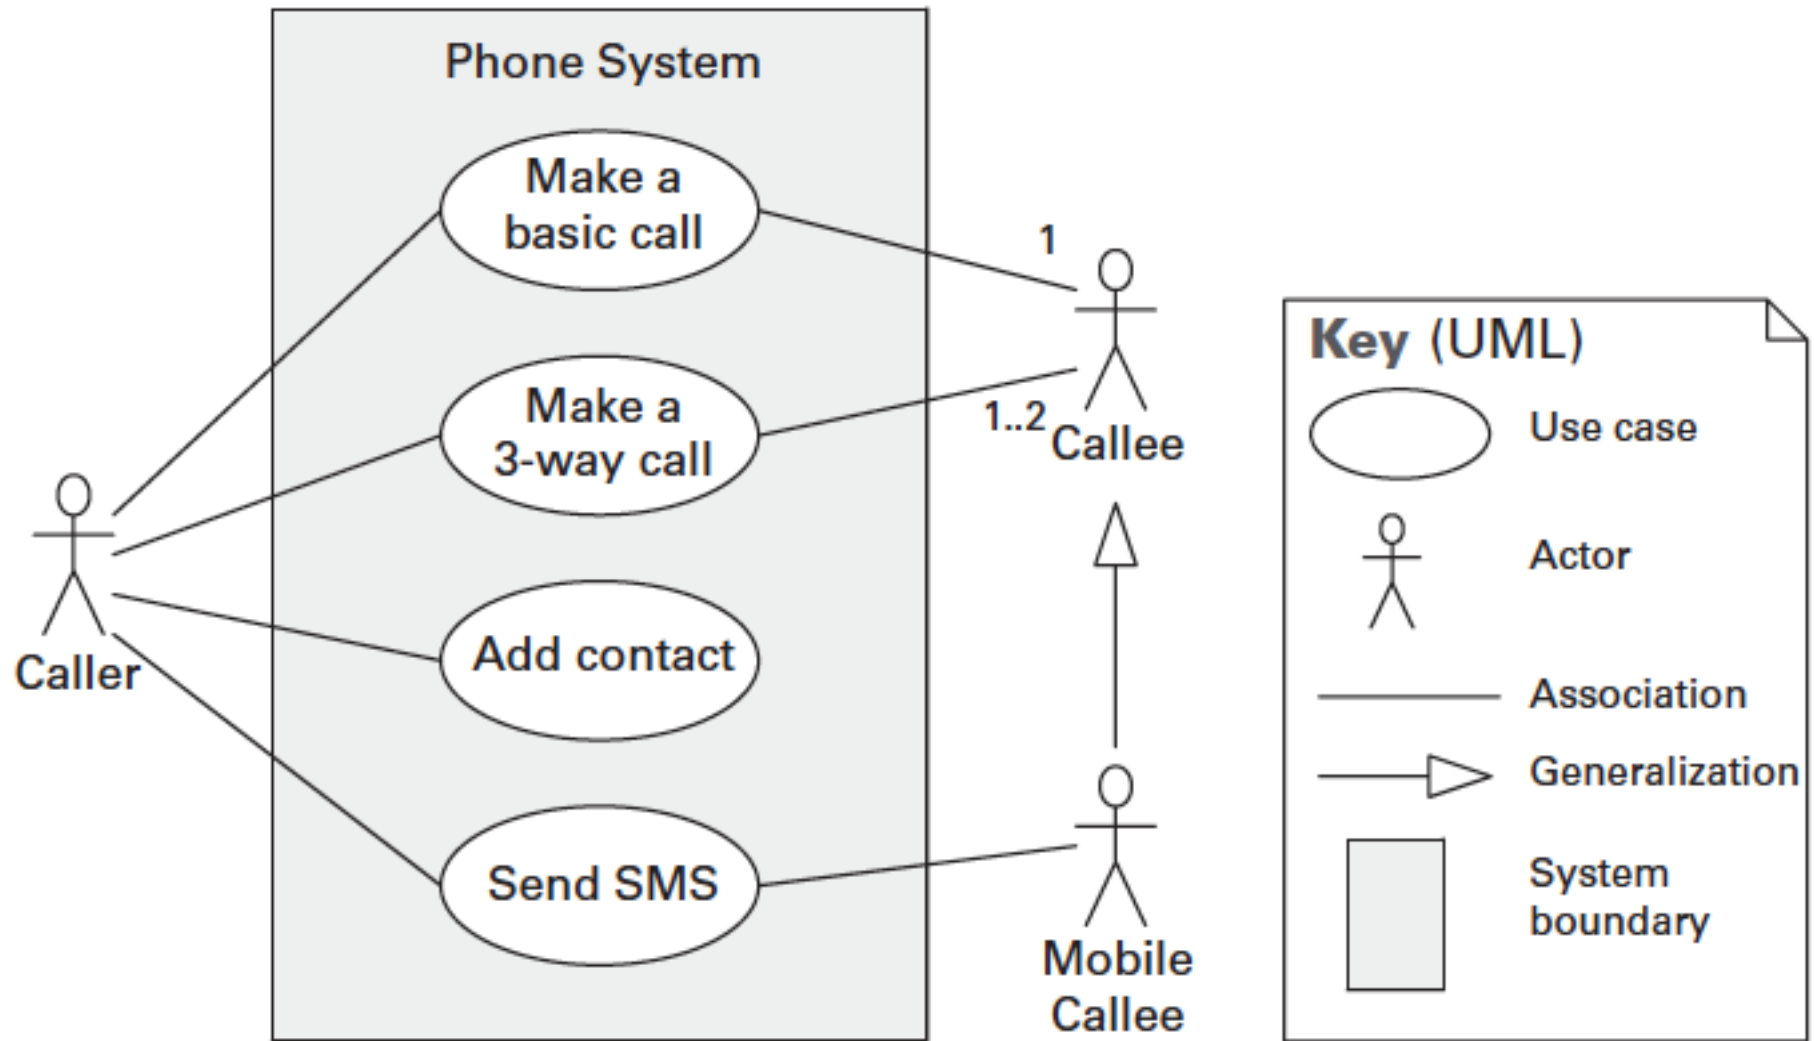 Phone System
Make a
basic call
1
Make a
3-way call
1..2
Callee
Caller
Add contact
Send SMS
Mobile
Callee
Key (UML)
Use case
Actor
Association
Generalization
System
boundary